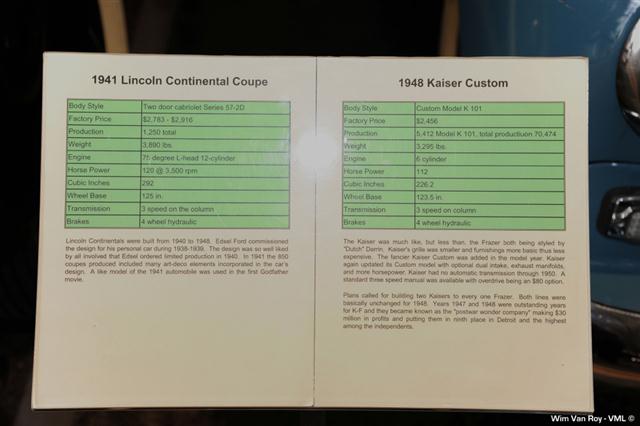 1941 Lincoln Continental Coupe
Body Style Two door cabriolet Series 57-2D
Factory Price $2,783 - $2,916
Production 1,250 total
Weight 3,890 lbs.
Engine 75 degree L-head 12-cylinder
Horse Power 120 @ 3,500 rpm
Cubic Inches 292
Wheel Base 125 in.
Transmission 3 speed on the column
Brakes 4 wheel hydraulic
Lincoln Continentals were built from 1940 to 1948. Edsel Ford commissioned
the design for his personal car during 1938-1939. The design was so well liked
by all involved that Edsel ordered limited production in 1940. In 1941 the 850
coupes produced included many art-deco elements incorporated in the car's
design. A like model of the 1941 automobile was used in the first Godfather
movie.
1948 Kaiser Custom
Body Style Custom Model K 101
Factory Price $2,456
Production 5,412 Model K 101, total productiuon 70,474
Weight 3,295 lbs.
Engine 6 cylinder
Horse Power 112
Cubic Inches 226.2
Wheel Base 123.5 in.
Transmission 3 speed on the column
Brakes 4 wheel hydraulic
The Kaiser was much like, but less than, the Frazer both being styled by
"Dutch" Derrin. Kaiser's grille was smaller and furnishings more basic thus less
expensive. The fancier Kaiser Custom was added in the model year. Kaiser
again updated its Custom model with optional dual intake, exhaust manifolds,
and more horsepower. Kaiser had no automatic transmission through 1950. A
standard three speed manual was available with overdrive being an $80 option.
Plans called for building two Kaisers to every one Frazer. Both lines were
basically unchanged for 1948. Years 1947 and 1948 were outstanding years
for K-F and they became known as the "postwar wonder company" making $30
million in profits and putting them in ninth place in Detroit and the highest
among the independents.
Wim Van Roy - VML ©